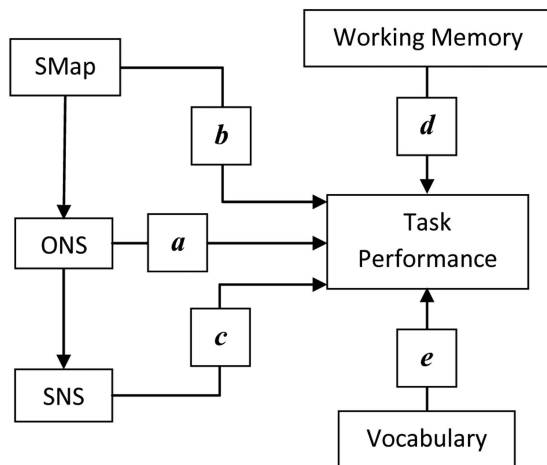 Working Memory
SMap
b
d
ONS
a
Task
Performance
c
e
SNS
Vocabulary